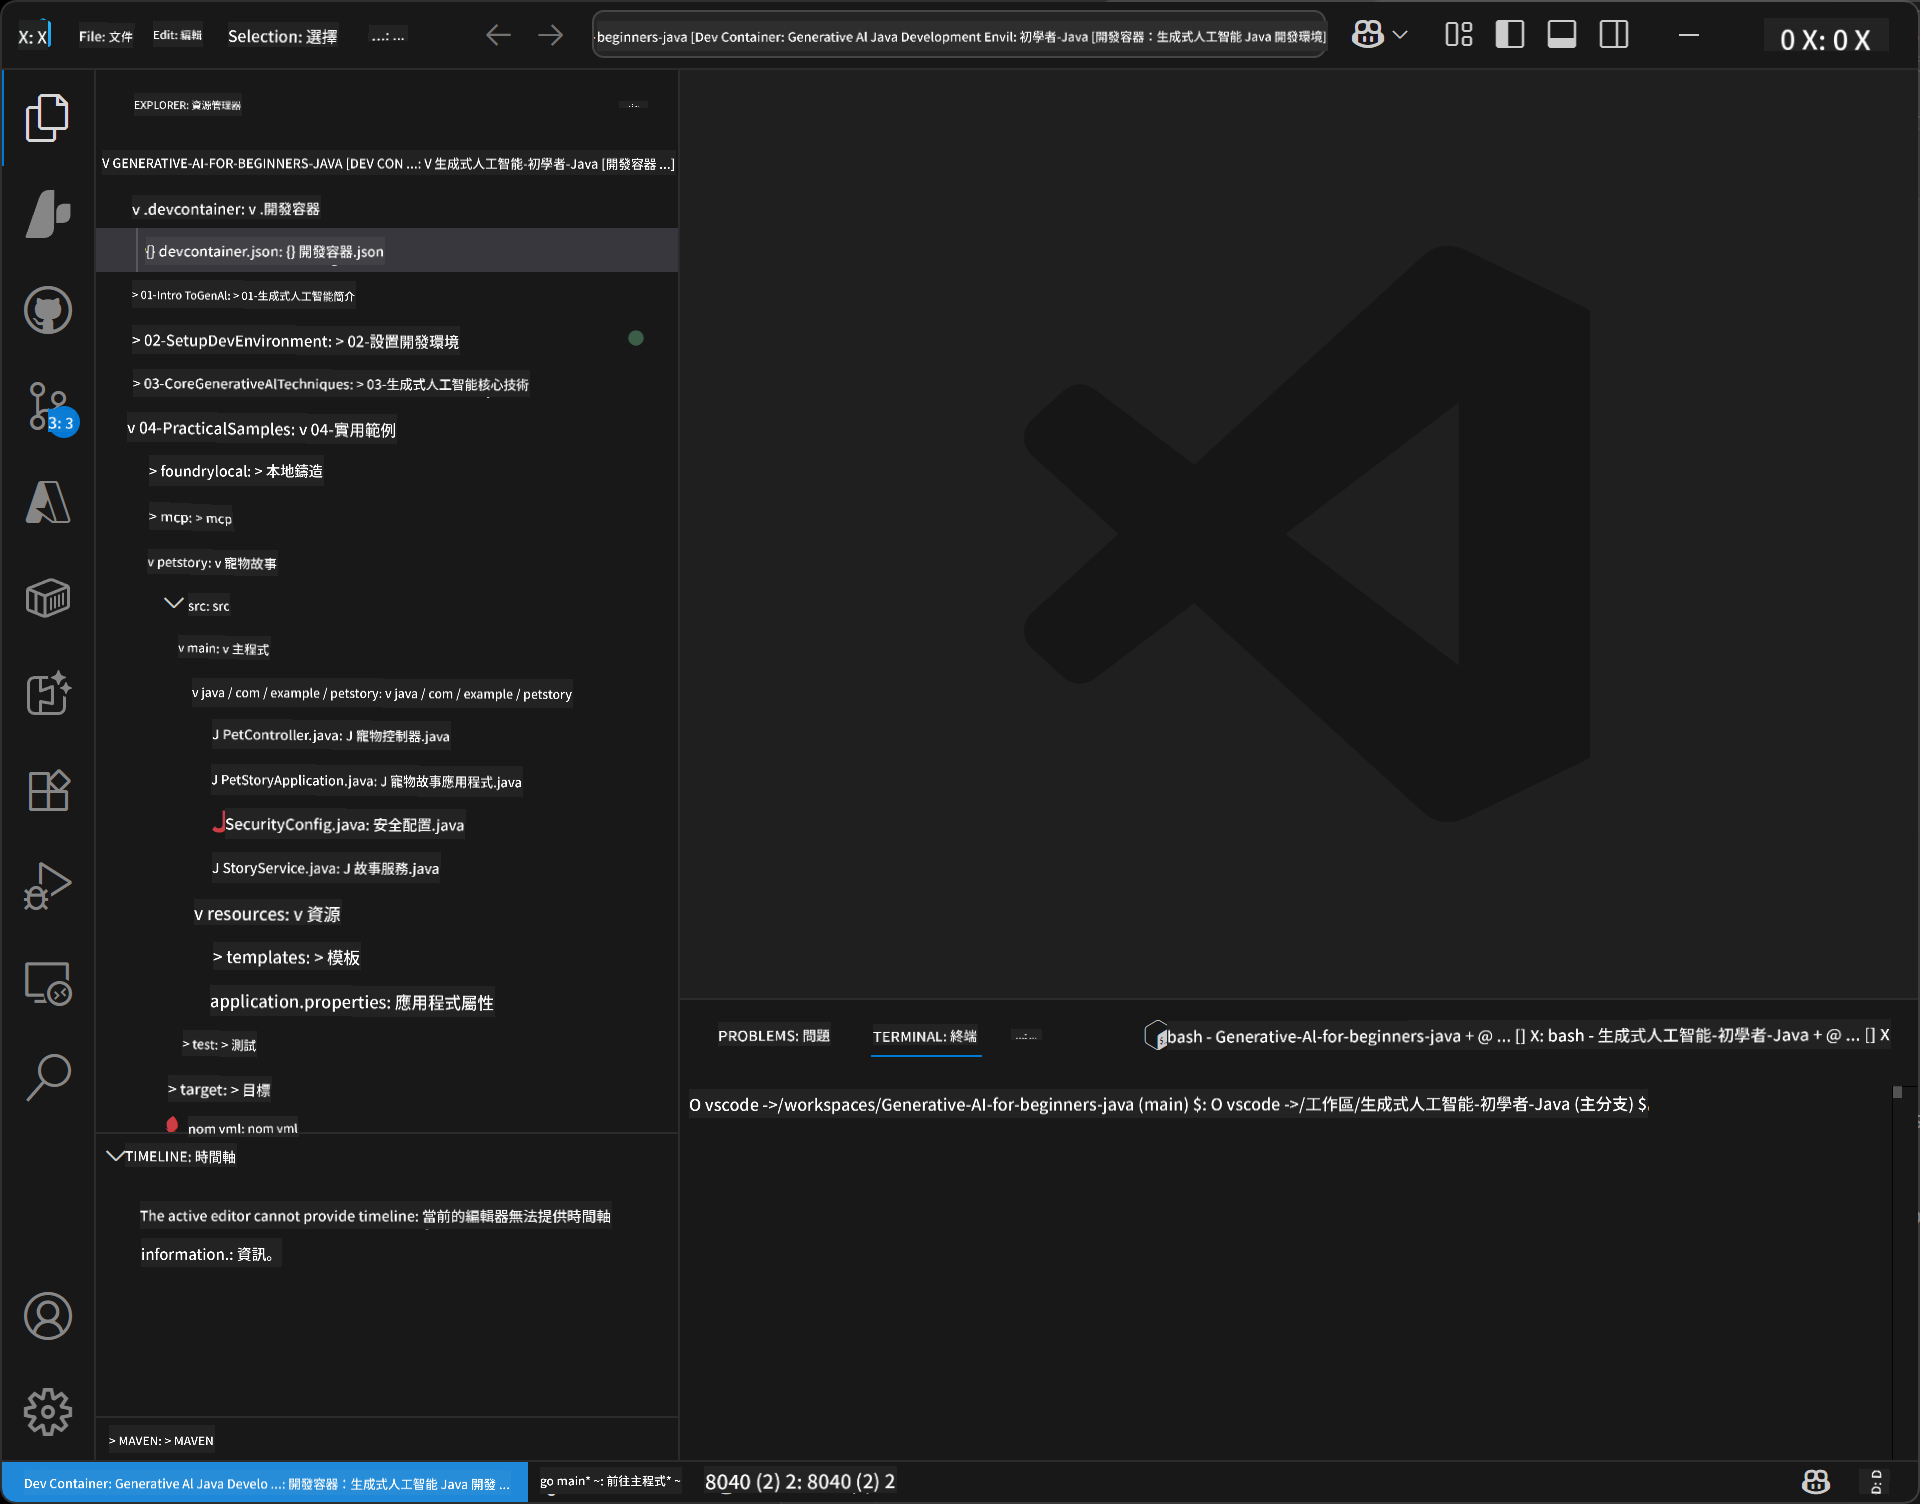 X: X
File: 文件
Edit: 編輯
Selection: 選擇
...: ...
-beginners-java [Dev Container: Generative AI Java Development Envil: 初學者-Java [開發容器：生成式人工智能 Java 開發環境]
0 X: 0 X
EXPLORER: 資源管理器
V GENERATIVE-AI-FOR-BEGINNERS-JAVA [DEV CON ...: V 生成式人工智能-初學者-Java [開發容器 ...]
v .devcontainer: v .開發容器
{} devcontainer.json: {} 開發容器.json
> 01-Intro ToGenAI: > 01-生成式人工智能簡介
> 02-SetupDevEnvironment: > 02-設置開發環境
> 03-CoreGenerativeAITechniques: > 03-生成式人工智能核心技術
v 04-PracticalSamples: v 04-實用範例
3: 3
> foundrylocal: > 本地鑄造
> mcp: > mcp
v petstory: v 寵物故事
src: src
v main: v 主程式
v java / com / example / petstory: v java / com / example / petstory
J PetController.java: J 寵物控制器.java
J PetStoryApplication.java: J 寵物故事應用程式.java
J SecurityConfig.java: 安全配置.java
J StoryService.java: J 故事服務.java
v resources: v 資源
> templates: > 模板
application.properties: 應用程式屬性
> test: > 測試
> target: > 目標
nom vml: nom vml
PROBLEMS: 問題
TERMINAL: 終端
...: ...
bash - Generative-AI-for-beginners-java + @ ... [] X: bash - 生成式人工智能-初學者-Java + @ ... [] X
O vscode ->/workspaces/Generative-AI-for-beginners-java (main) $: O vscode ->/工作區/生成式人工智能-初學者-Java (主分支) $
TIMELINE: 時間軸
The active editor cannot provide timeline: 當前的編輯器無法提供時間軸
information.: 資訊。
> MAVEN: > MAVEN
Dev Container: Generative AI Java Develo ...: 開發容器：生成式人工智能 Java 開發 ...
go main* ~: 前往主程式* ~
8040 (2) 2: 8040 (2) 2
D: D